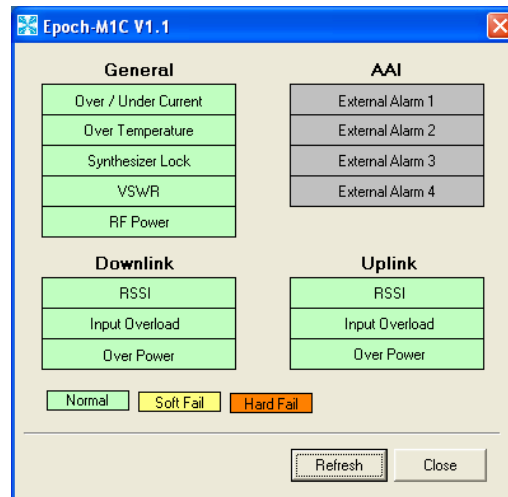 Epoch-M1C V1.1
General
Over / Under Current
Over Temperature
Synthesizer Lock
VSWR
RF Power
AAI
External Alarm 1
External Alarm 2
External Alarm 3
External Alarm 4
Downlink
RSSI
Input Overload
Over Power
Uplink
RSSI
Input Overload
Over Power
Normal
Soft Fail
Hard Fail
Refresh
Close